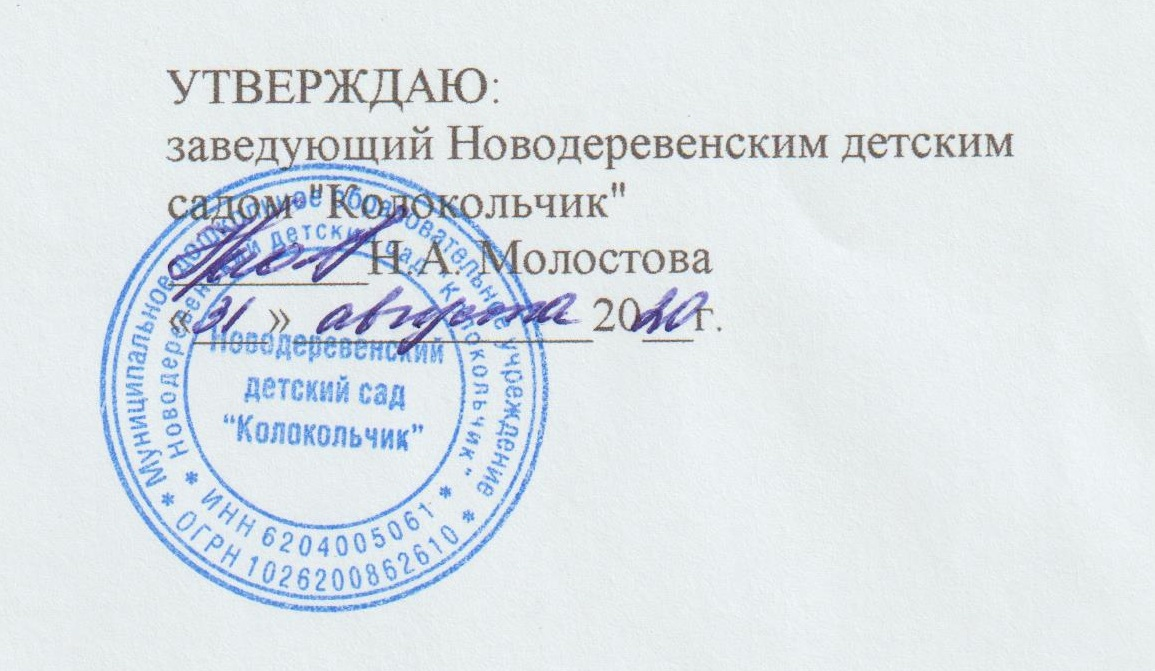 УТВЕРЖДАЮ:
заведующий Новодеревенским детским
садом "Колокольчик"
Н.А. Молостова
«31» августа 2020г.
Муниципальное дошкольное образовательное учреждение
Новодеревенский детский сад "Колокольчик"
Новодеревенский
детский сад
“Колокольчик”
* ИНН 6204005061 *
* ОГРН 1026200862610 *